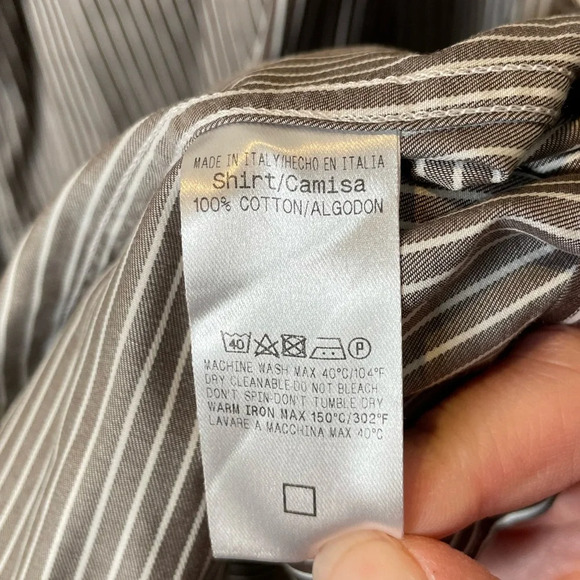 MADE IN ITALY/HECHO EN ITALIA
Shirt/Camisa
100% COTTON/ALGODON
40 P
MACHINE WASH MAX 40°C/104°F
DRY CLEANABLE-DO NOT BLEACH
DON'T SPIN-DON'T TUMBLE DRY
WARM IRON MAX 150°C/302°F
LAVARE A MACCHINA MAX 40°C